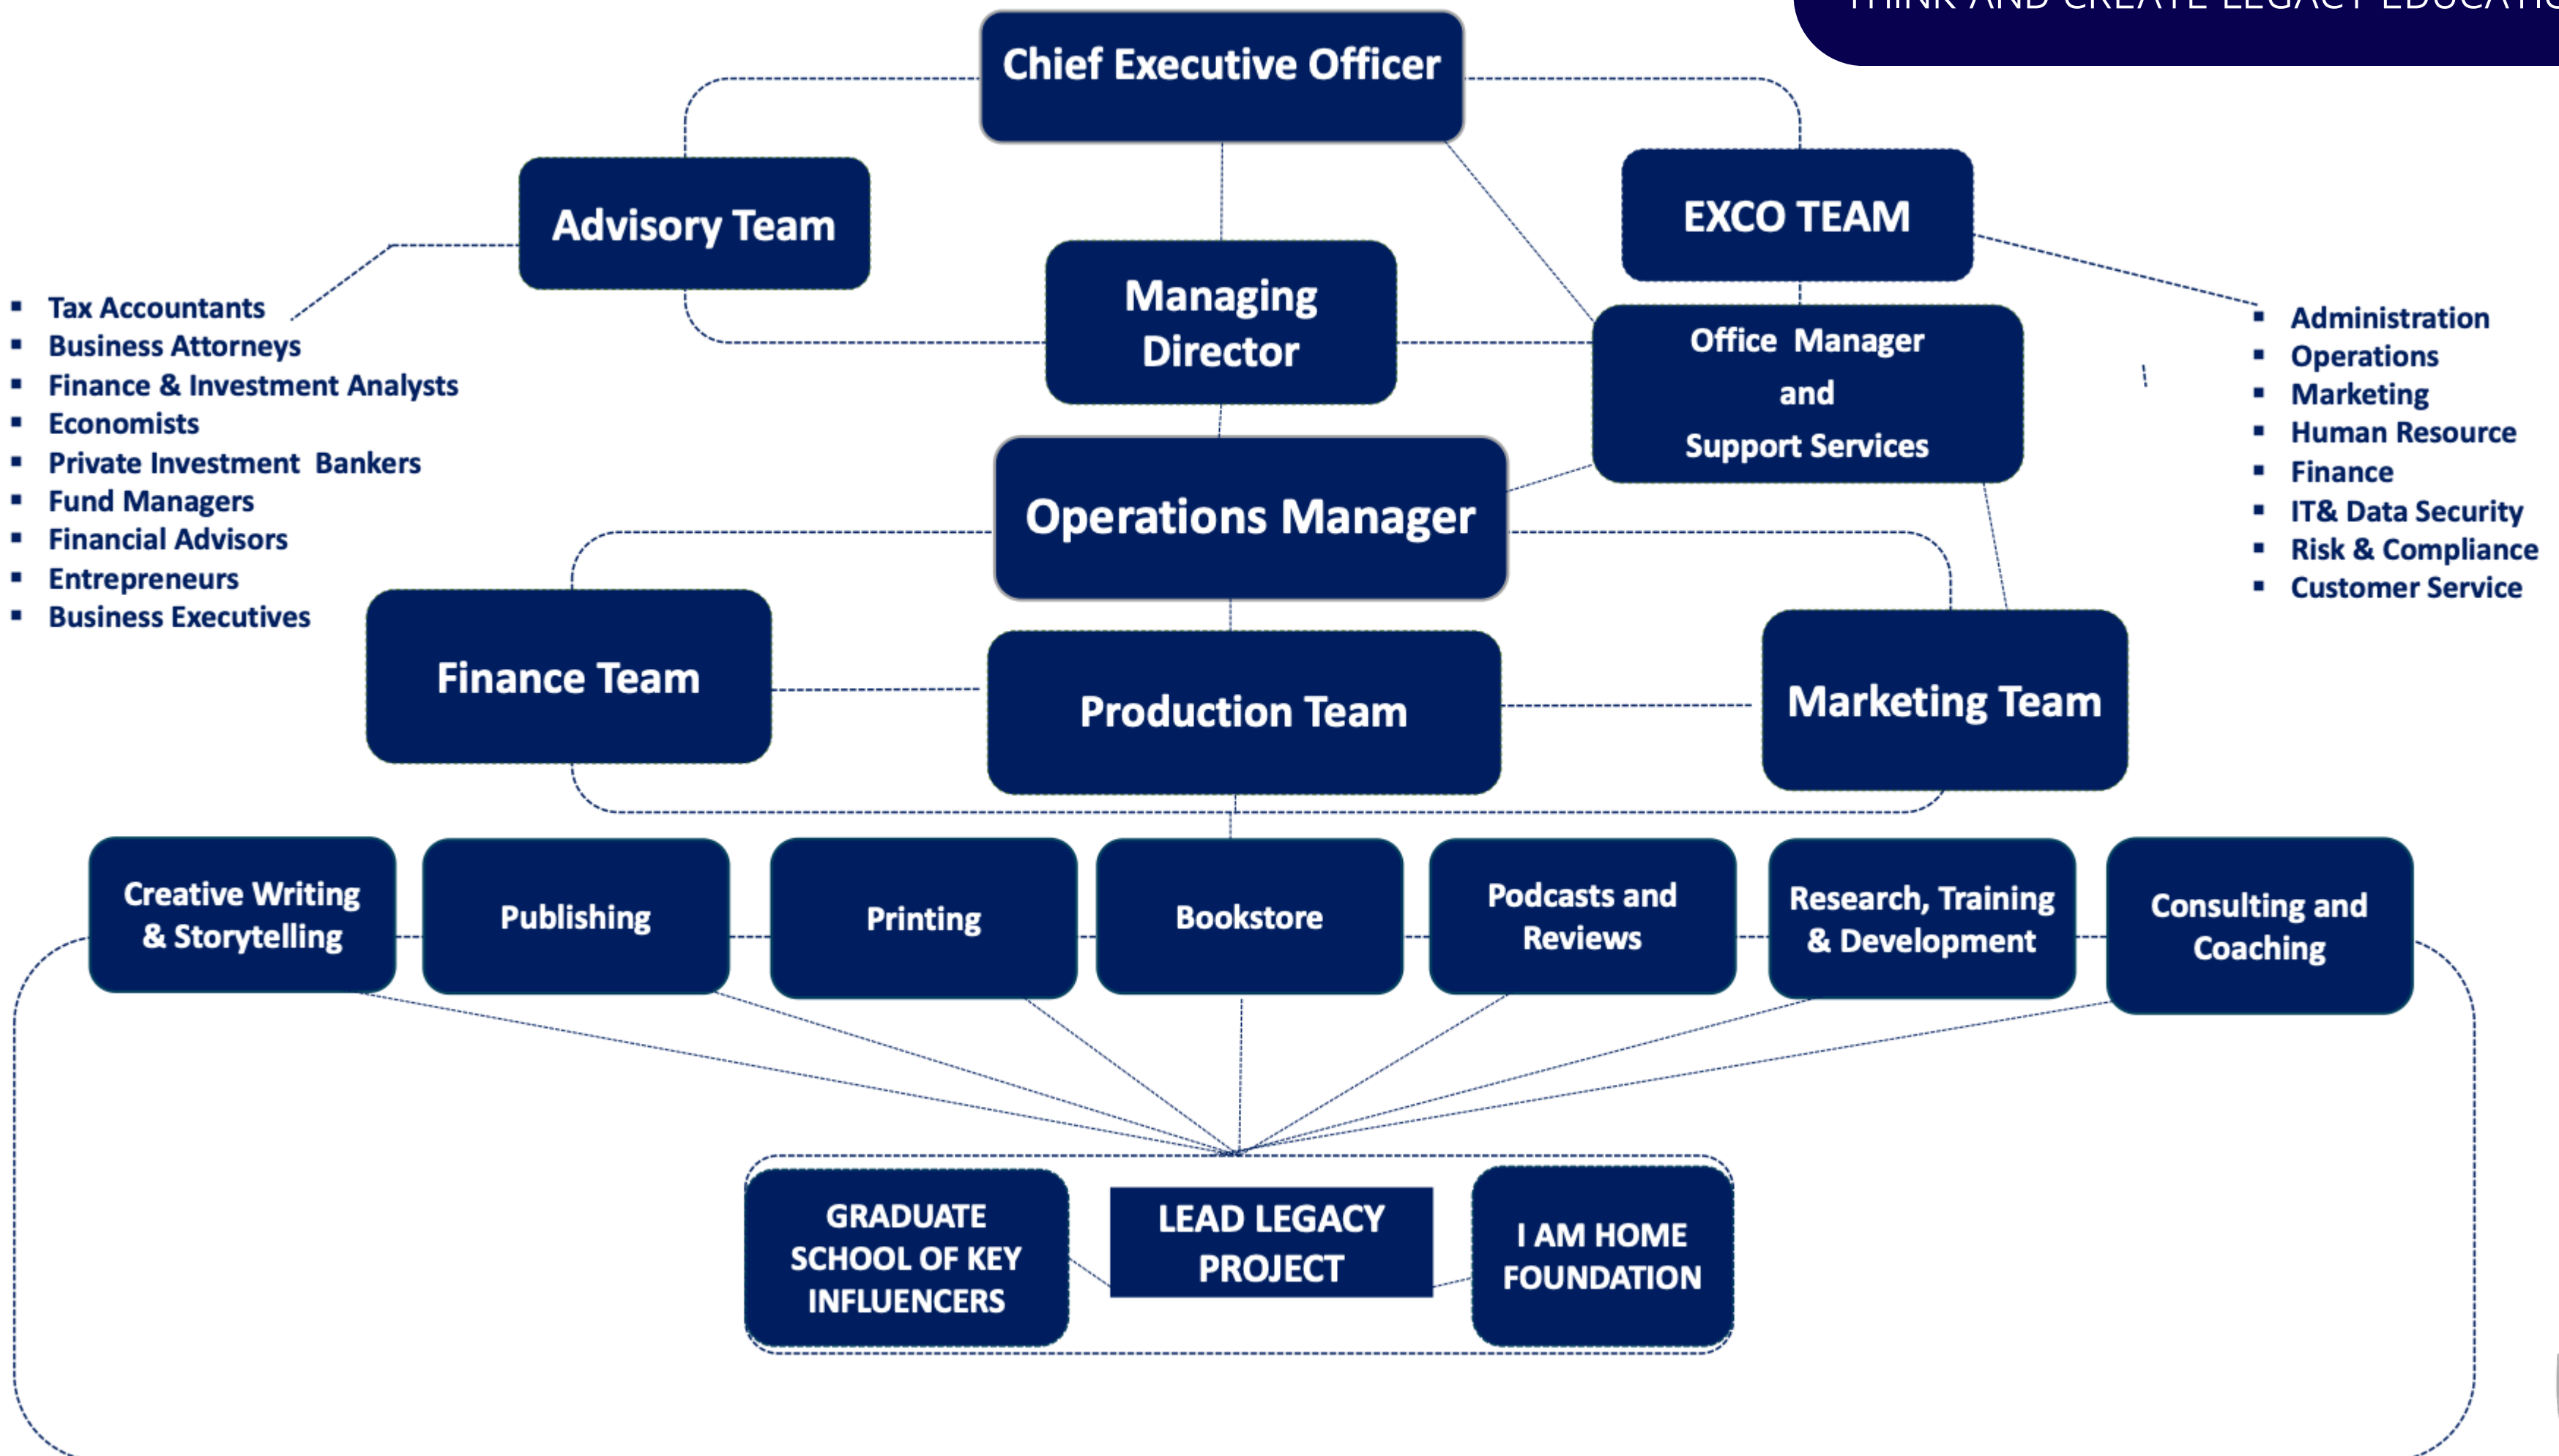 THINK AND CREATE LEGACY
Chief Executive Officer
Advisory Team
EXCO TEAM
Managing
Director
Office Manager
and
Support Services
▪ Tax Accountants
▪ Business Attorneys
▪ Finance & Investment Analysts
▪ Economists
▪ Private Investment Bankers
▪ Fund Managers
▪ Financial Advisors
▪ Entrepreneurs
▪ Business Executives
▪ Administration
▪ Operations
▪ Marketing
▪ Human Resource
▪ Finance
▪ IT& Data Security
▪ Risk & Compliance
▪ Customer Service
Operations Manager
Finance Team
Production Team
Marketing Team
Creative Writing
& Storytelling
Publishing
Printing
Bookstore
Podcasts and
Reviews
Research, Training
& Development
Consulting and
Coaching
GRADUATE
SCHOOL OF KEY
INFLUENCERS
LEAD LEGACY
PROJECT
I AM HOME
FOUNDATION